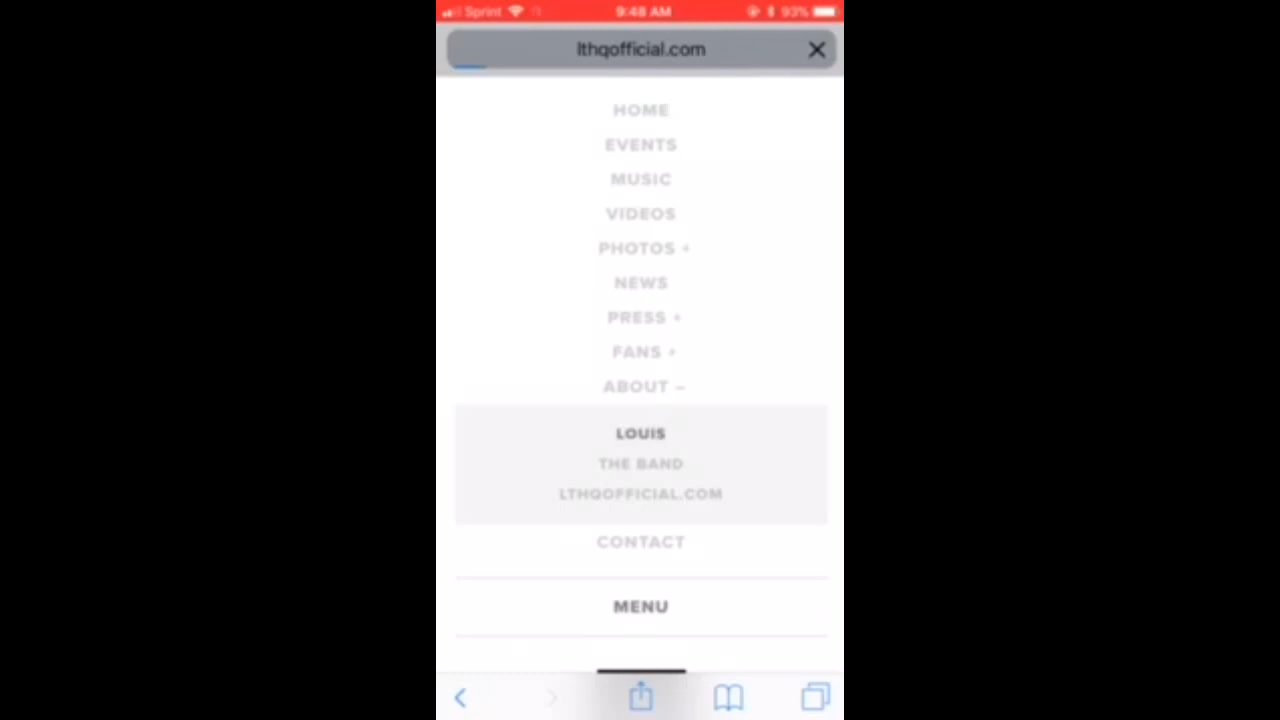 Sprint 9:48 AM 93%
lthqofficial.com
HOME
EVENTS
MUSIC
VIDEOS
PHOTOS +
NEWS
PRESS +
FANS +
ABOUT –
LOUIS
THE BAND
LTHQOFFICIAL.COM
CONTACT
MENU